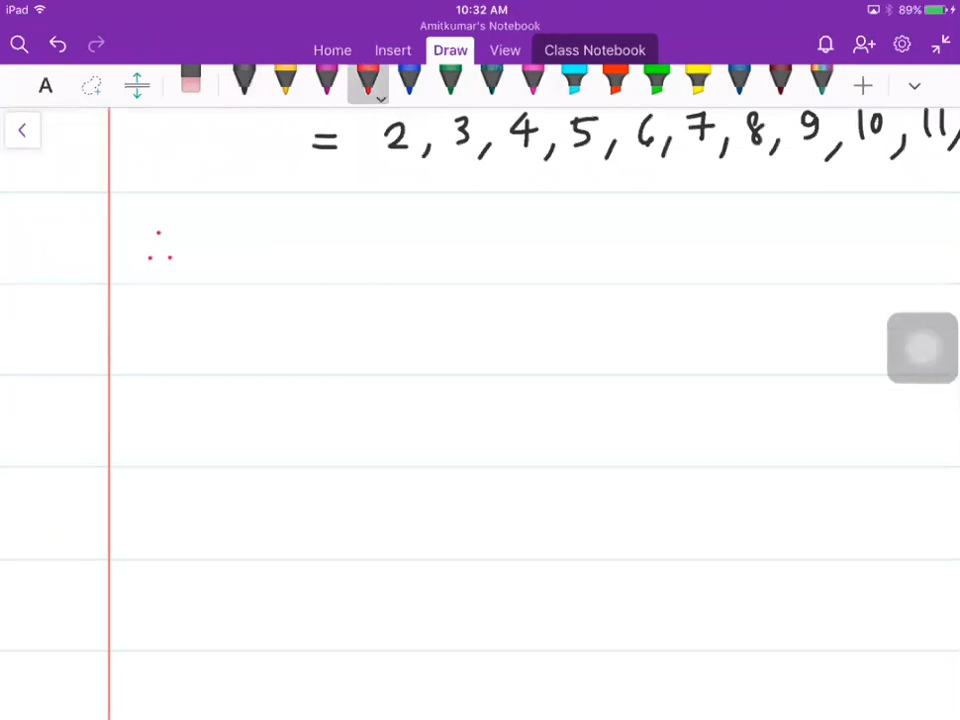 iPad 10:32 AM 89%
Amitkumar's Notebook
Home Insert Draw View Class Notebook
A
= 2, 3, 4, 5, 6, 7, 8, 9, 10, 11,
∴